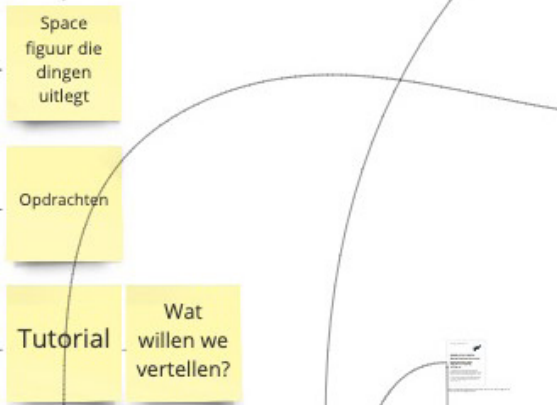 Space
figuur die
dingen
uitlegt
Opdrachten
Tutorial
Wat
willen we
vertellen?